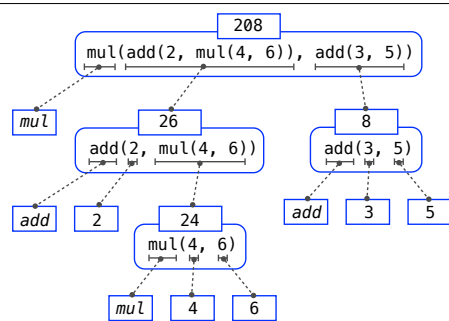 208
mul(add(2, mul(4, 6)), add(3, 5))
mul
26
8
add(2, mul(4, 6))
add(3, 5)
add
2
24
add
3
5
mul(4, 6)
mul
4
6